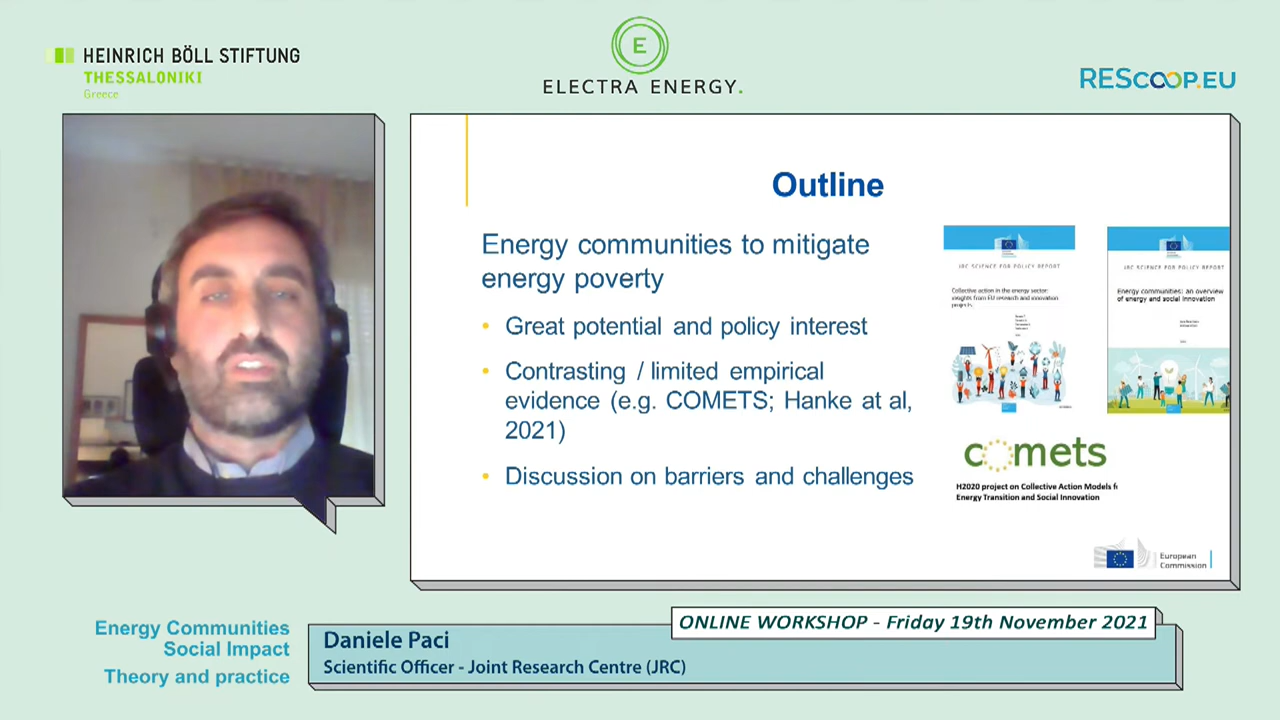 HEINRICH BÖLL STIFTUNG
THESSALONIKI
Greece
E
ELECTRA ENERGY.
REScoop.EU
Outline
Energy communities to mitigate
energy poverty
• Great potential and policy interest
• Contrasting / limited empirical
evidence (e.g. COMETS; Hanke at al,
2021)
• Discussion on barriers and challenges
JRC SCIENCE FOR POLICY REPORT
Collective action in the energy sector:
insights from EU research and innovation
projects
JRC SCIENCE FOR POLICY REPORT
Energy communities: an overview
of energy and social innovation
comets
H2020 project on Collective Action Models f
Energy Transition and Social Innovation
European
Commission
Energy Communities
Social Impact
Theory and practice
ONLINE WORKSHOP - Friday 19th November 2021
Daniele Paci
Scientific Officer - Joint Research Centre (JRC)